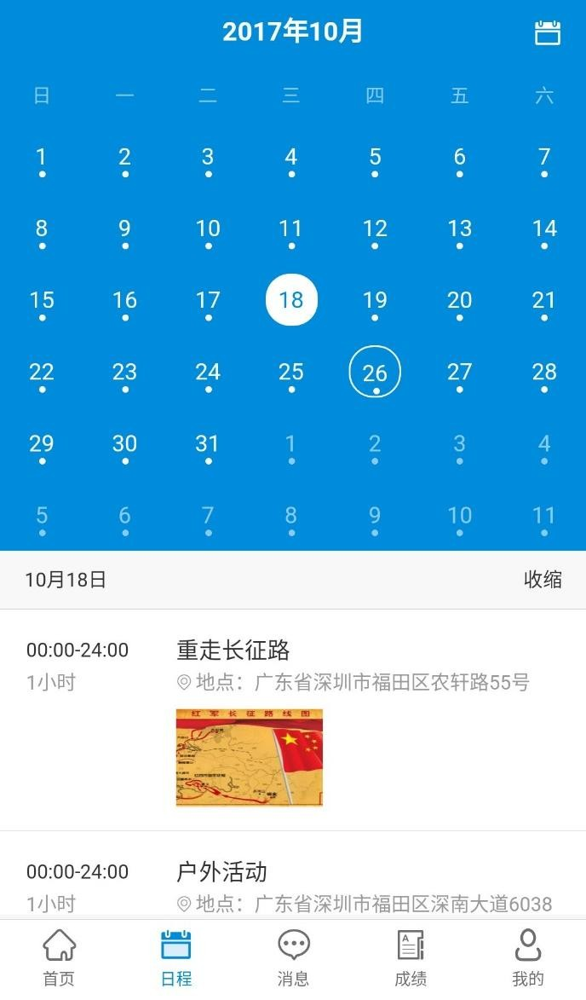 2017年10月
日 一 二 三 四 五 六
1 2 3 4 5 6 7
8 9 10 11 12 13 14
15 16 17 18 19 20 21
22 23 24 25 26 27 28
29 30 31 1 2 3 4
5 6 7 8 9 10 11
10月18日 收缩
00:00-24:00 重走长征路
1小时 地点：广东省深圳市福田区农轩路55号
红军长征路线图
00:00-24:00 户外活动
1小时 地点：广东省深圳市福田区深南大道6038
首页 日程 消息 成绩 我的